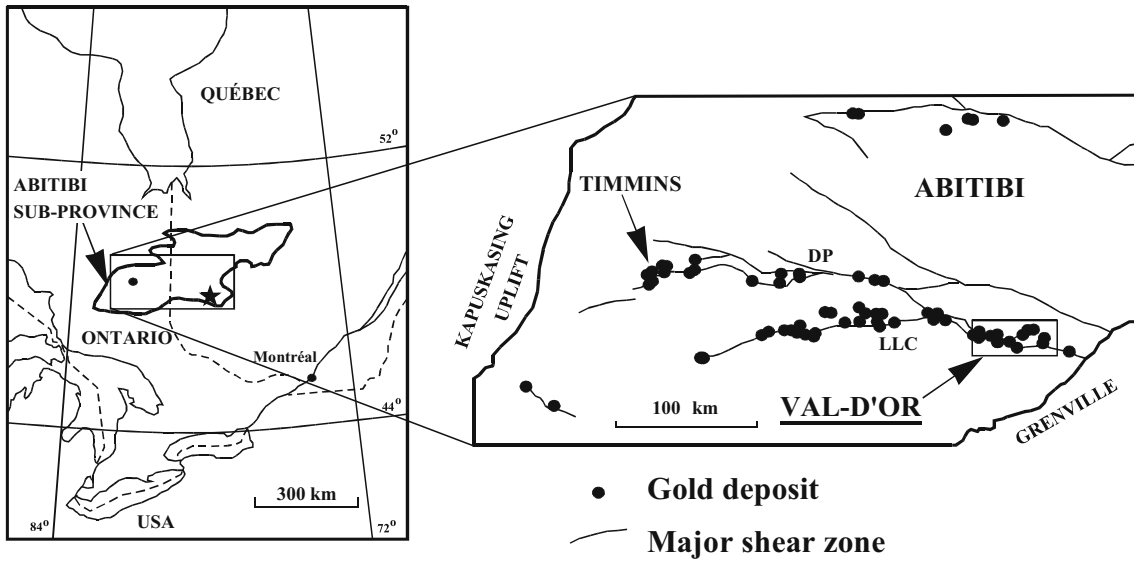 QUÉBEC
52°
ABITIBI
SUB-PROVINCE
ONTARIO
Montréal
44°
300 km
USA
84°
72°
ABITIBI
TIMMINS
KAPUSKASING
UPLIFT
DP
LLC
100 km
VAL-D'OR
GRENVILLE
Gold deposit
Major shear zone